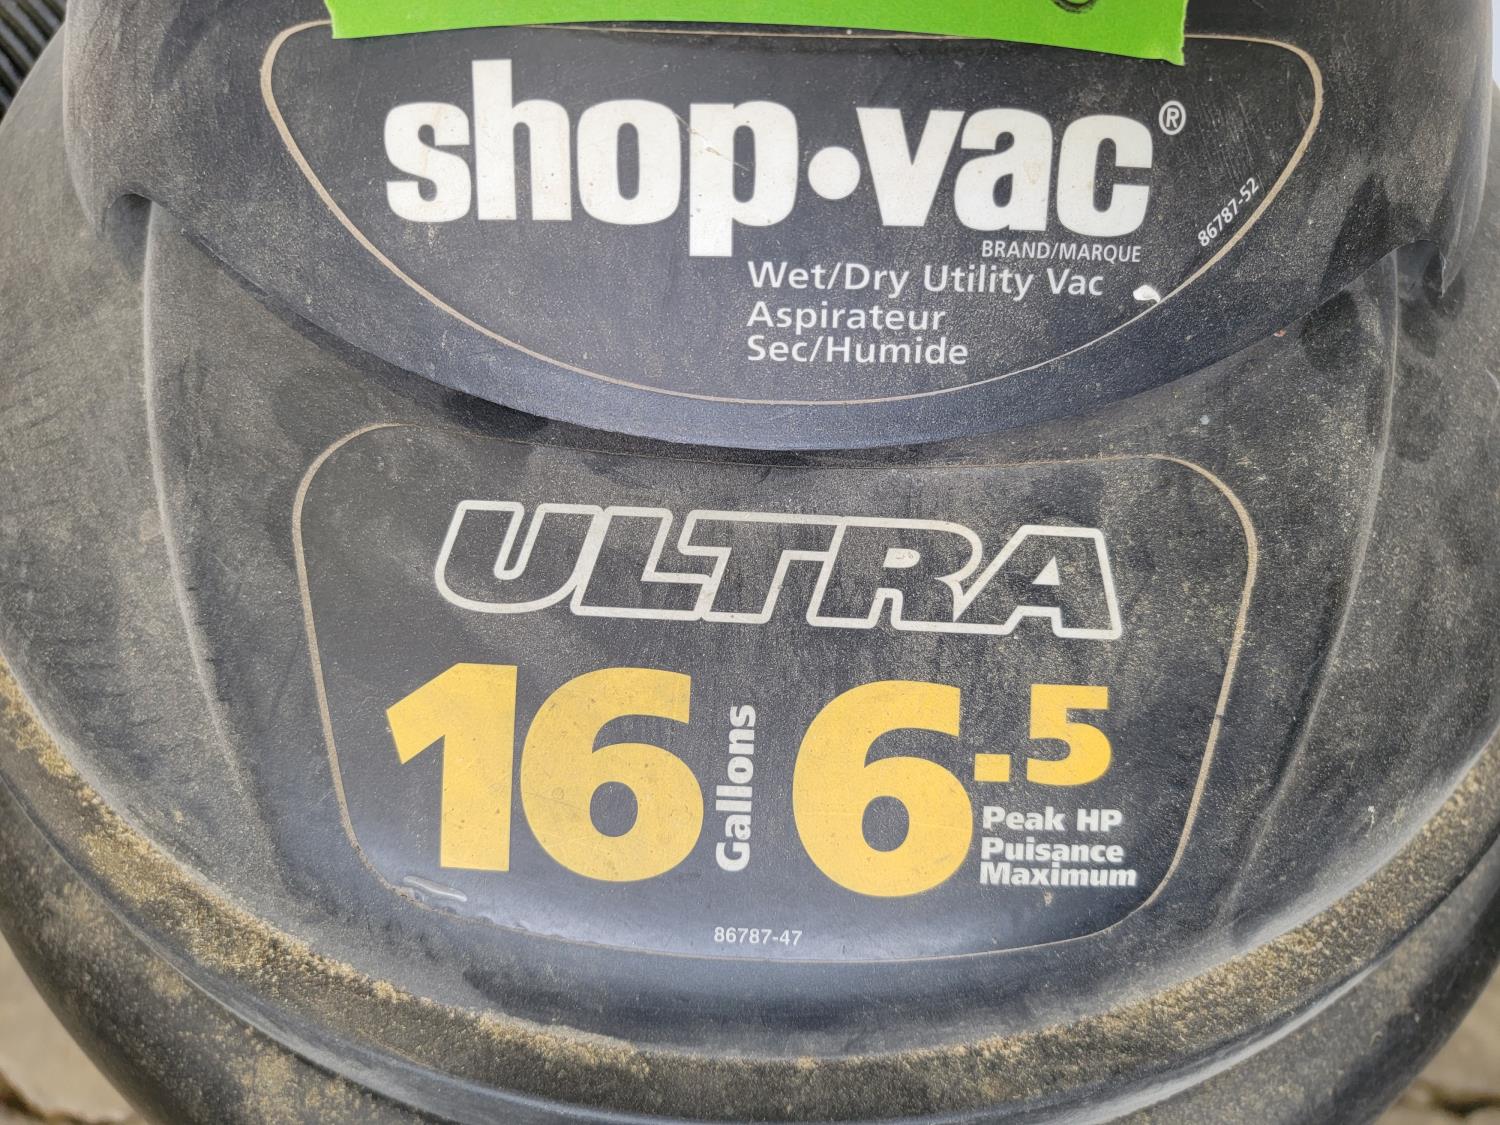 shop•vac®
86787-52
BRAND/MARQUE
Wet/Dry Utility Vac
Aspirateur
Sec/Humide
ULTRA
16 Gallons 6.5
Peak HP
Puisance
Maximum
86787-47